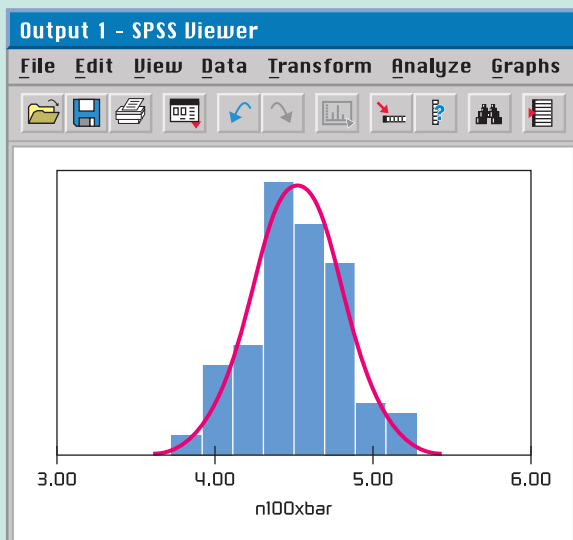 Output 1 - SPSS Viewer
File Edit View Data Transform Analyze Graphs
3.00 4.00 5.00 6.00
n100xbar